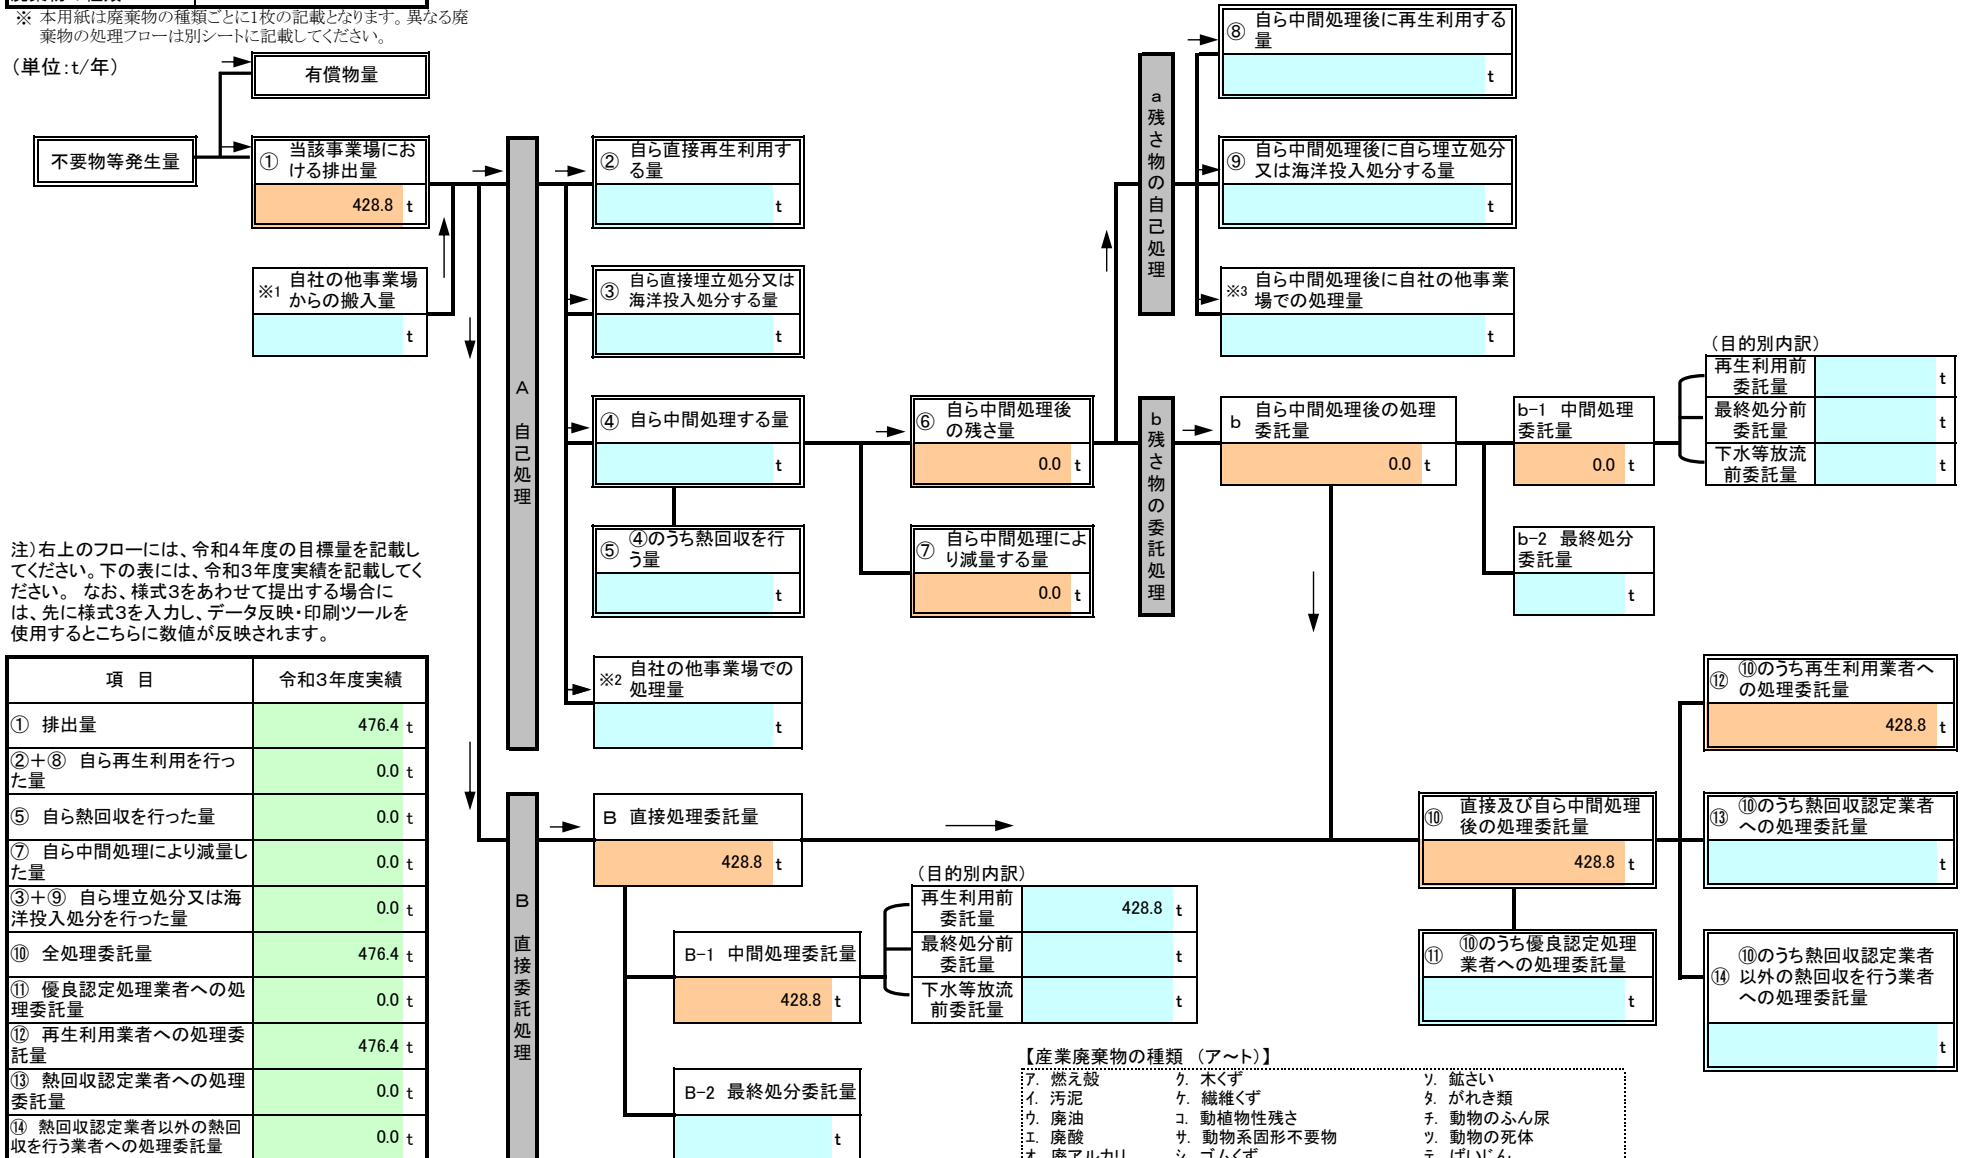 ※ 本用紙は廃棄物の種類ごとに1枚の記載となります。異なる廃
棄物の処理フローは別シートに記載してください。
（単位:t/年）
有償物量
不要物等発生量
① 当該事業場にお
ける排出量
428.8 t
※1 自社の他事業場
からの搬入量
t
A 自己処理
② 自ら直接再生利用す
る量
t
③ 自ら直接埋立処分又は
海洋投入処分する量
t
④ 自ら中間処理する量
t
⑤ ④のうち熱回収を行
う量
t
※2 自社の他事業場での
処理量
t
⑥ 自ら中間処理後
の残さ量
0.0 t
⑦ 自ら中間処理によ
り減量する量
0.0 t
a 残さ物の自己処理
⑧ 自ら中間処理後に再生利用する
量
t
⑨ 自ら中間処理後に自ら埋立処分
又は海洋投入処分する量
t
※3 自ら中間処理後に自社の他事業
場での処理量
t
b 残さ物の委託処理
b 自ら中間処理後の処理
委託量
0.0 t
b-1 中間処理
委託量
0.0 t
（目的別内訳）
再生利用前
委託量
t
最終処分前
委託量
t
下水等放流
前委託量
t
b-2 最終処分
委託量
t
注）右上のフローには、令和4年度の目標量を記載し
てください。下の表には、令和3年度実績を記載してく
ださい。 なお、様式3をあわせて提出する場合に
は、先に様式3を入力し、データ反映・印刷ツールを
使用するとこちらに数値が反映されます。
項 目 令和3年度実績
① 排出量 476.4 t
②＋⑧ 自ら再生利用を行っ
た量
0.0 t
⑤ 自ら熱回収を行った量 0.0 t
⑦ 自ら中間処理により減量し
た量
0.0 t
③＋⑨ 自ら埋立処分又は海
洋投入処分を行った量
0.0 t
⑩ 全処理委託量 476.4 t
⑪ 優良認定処理業者への処
理委託量
0.0 t
⑫ 再生利用業者への処理委
託量
476.4 t
⑬ 熱回収認定業者への処理
委託量
0.0 t
⑭ 熱回収認定業者以外の熱回
収を行う業者への処理委託量
0.0 t
B 直接委託処理
B 直接処理委託量
428.8 t
B-1 中間処理委託量
428.8 t
（目的別内訳）
再生利用前
委託量
428.8 t
最終処分前
委託量
t
下水等放流
前委託量
t
B-2 最終処分委託量
t
⑩ 直接及び自ら中間処理
後の処理委託量
428.8 t
⑪ ⑩のうち優良認定処理
業者への処理委託量
t
⑫ ⑩のうち再生利用業者へ
の処理委託量
428.8 t
⑬ ⑩のうち熱回収認定業者
への処理委託量
t
⑭ ⑩のうち熱回収認定業者
以外の熱回収を行う業者
への処理委託量
t
【産業廃棄物の種類 （ア～ト）】
ア. 燃え殻 ク. 木くず ソ. 鉱さい
イ. 汚泥 ケ. 繊維くず タ. がれき類
ウ. 廃油 コ. 動植物性残さ チ. 動物のふん尿
エ. 廃酸 サ. 動物系固形不要物 ツ. 動物の死体
オ. 廃アルカリ シ. ゴムくず テ. ばいじん